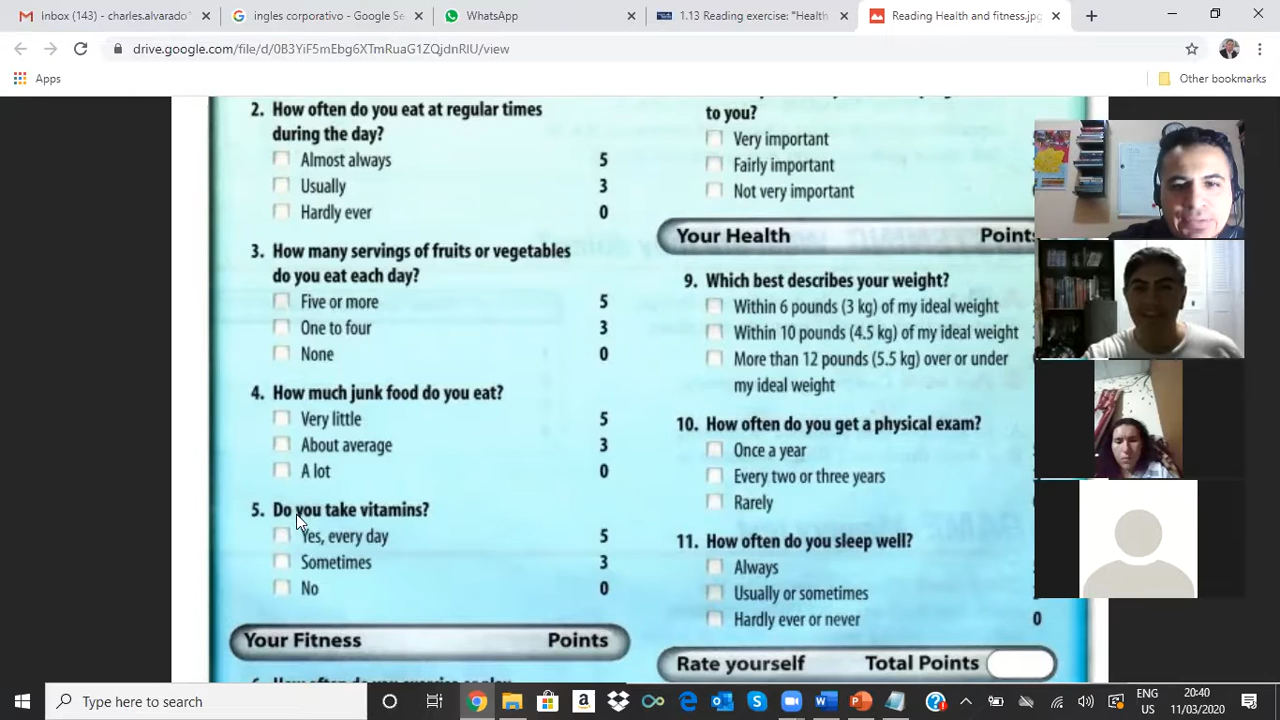 inbox (143) - charles.alvarado
ingles corporativo - Google
WhatsApp
1.13 Reading exercise: "Health
Reading Health and fitness.jpg
drive.google.com/file/d/0B3YiF5mEbg6XTmRuaG1ZQjdnRlU/view
Apps
Other bookmarks
2. How often do you eat at regular times
during the day?
Almost always 5
Usually 3
Hardly ever 0
3. How many servings of fruits or vegetables
do you eat each day?
Five or more 5
One to four 3
None 0
4. How much junk food do you eat?
Very little 5
About average 3
A lot 0
5. Do you take vitamins?
Yes, every day 5
Sometimes 3
No 0
Your Fitness Points
to you?
Very important
Fairly important
Not very important
Your Health Points
9. Which best describes your weight?
Within 6 pounds (3 kg) of my ideal weight
Within 10 pounds (4.5 kg) of my ideal weight
More than 12 pounds (5.5 kg) over or under
my ideal weight
10. How often do you get a physical exam?
Once a year
Every two or three years
Rarely
11. How often do you sleep well?
Always
Usually or sometimes
Hardly ever or never 0
Rate yourself Total Points
Type here to search
ENG
LAA
20:40
11/03/2020